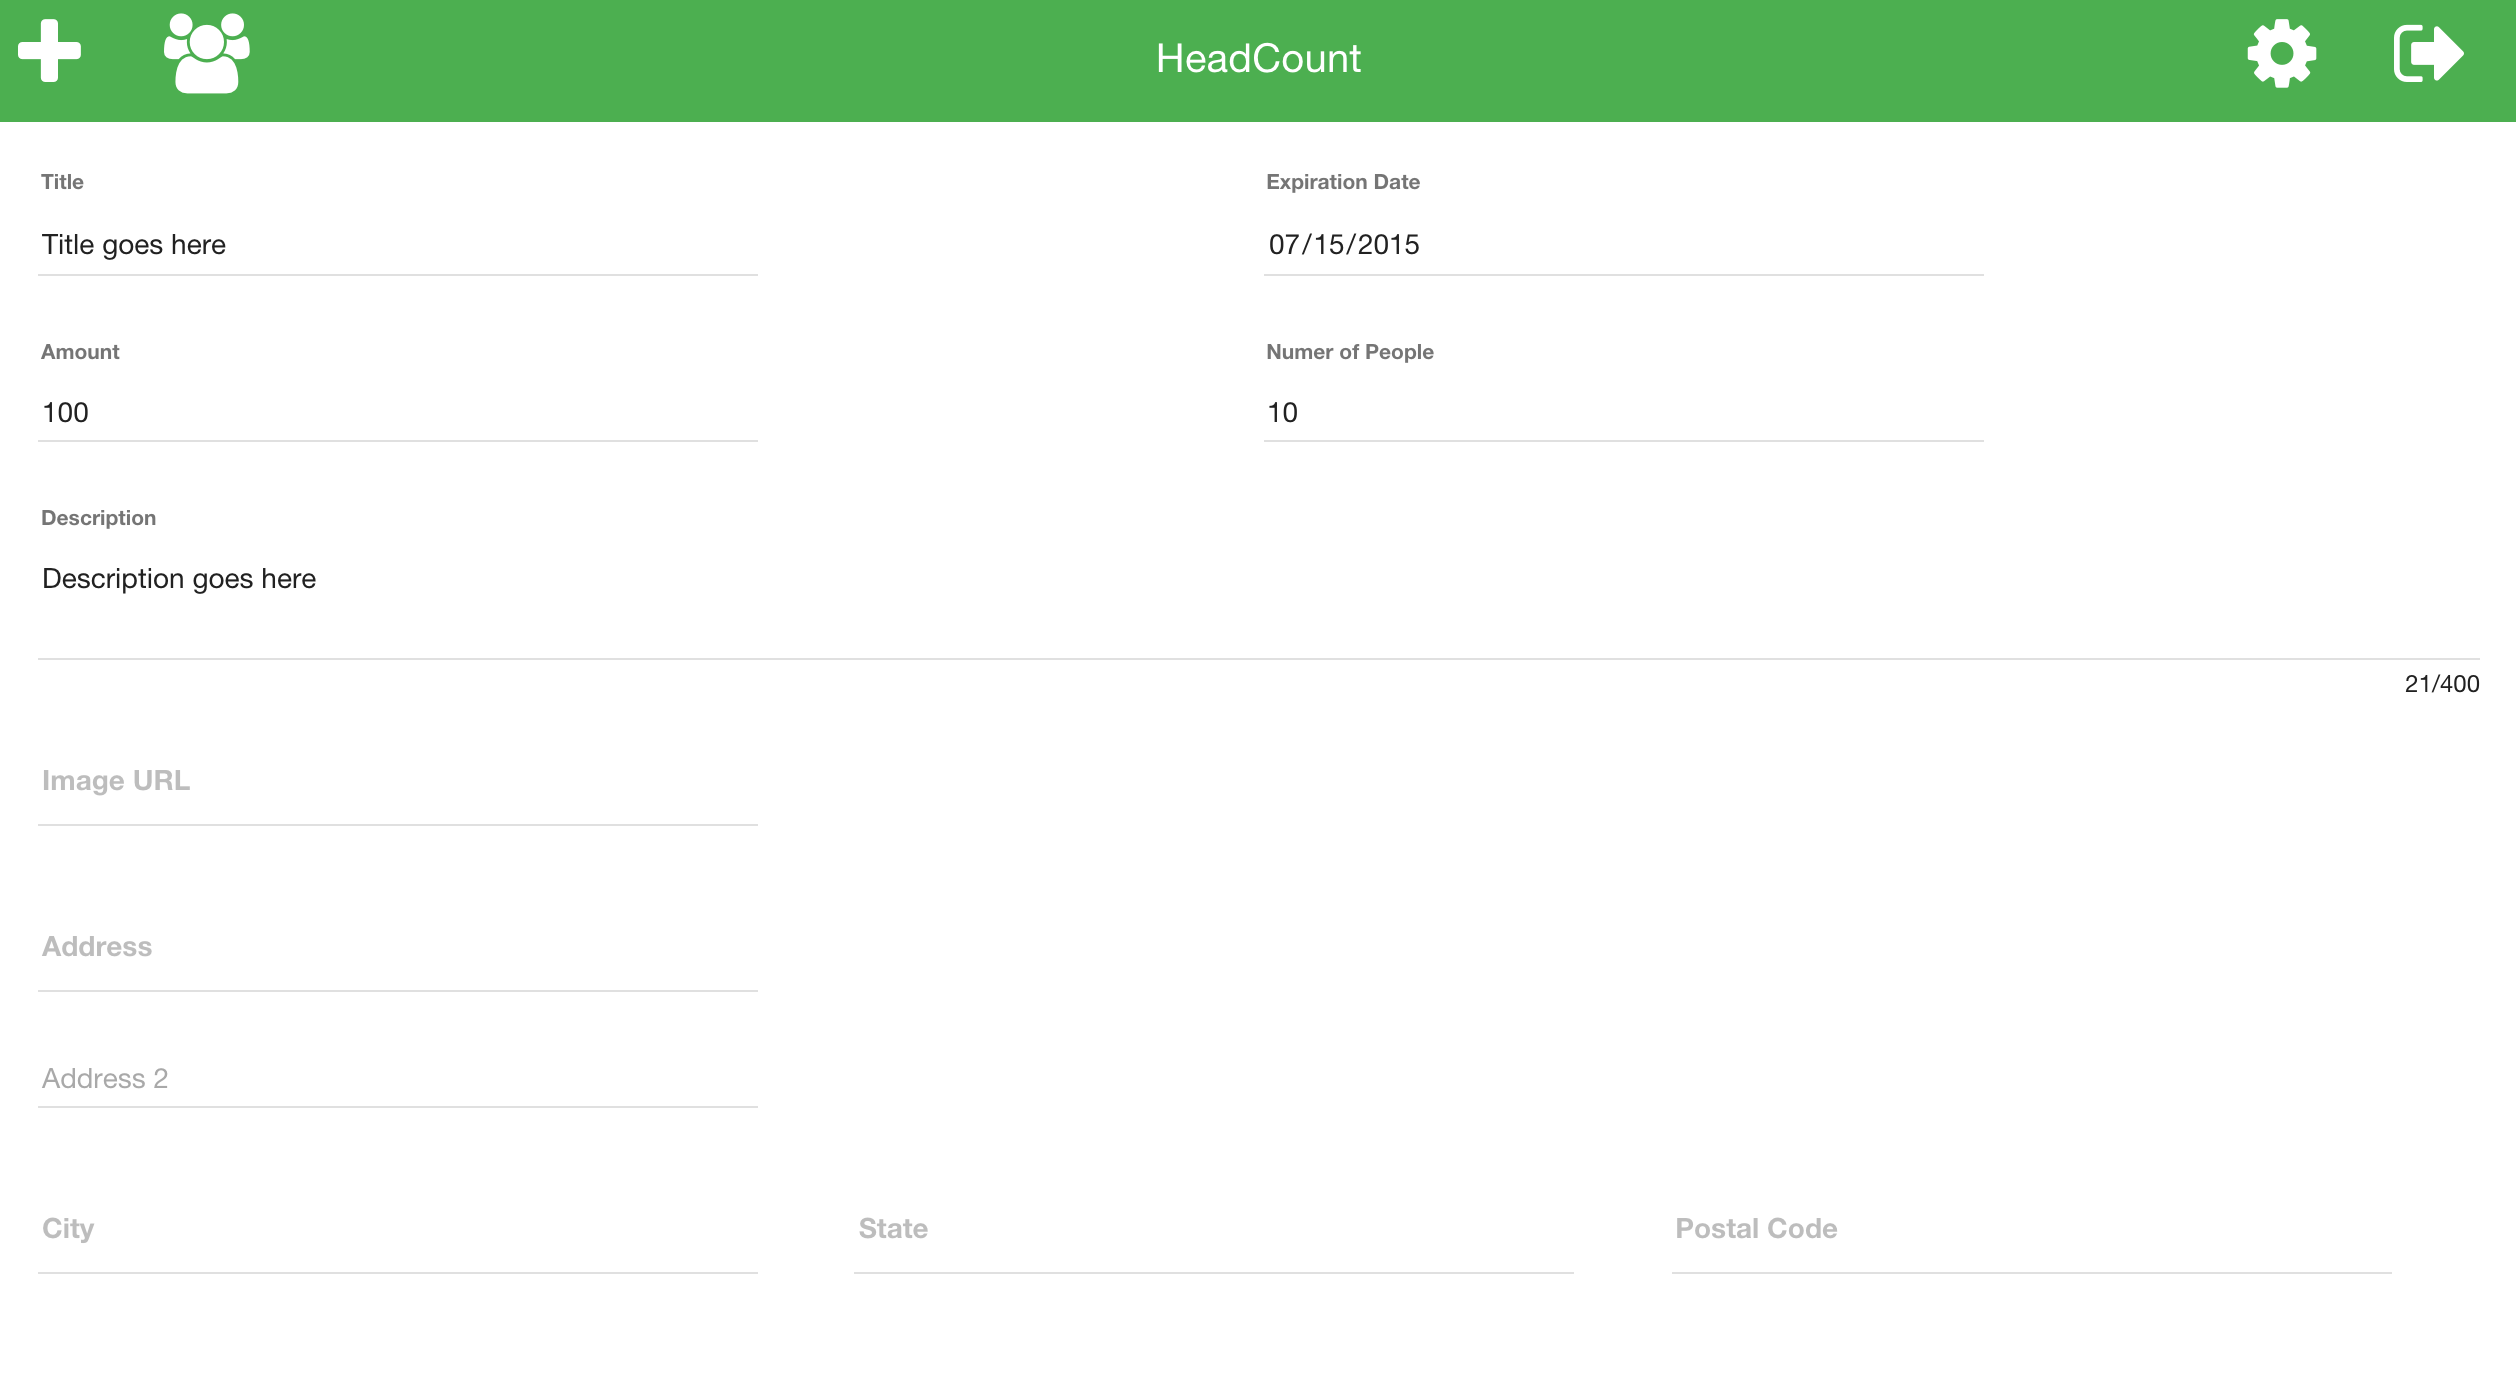 HeadCount
Title
Expiration Date
Title goes here
07/15/2015
Amount
Numer of People
100
10
Description
Description goes here
21/400
Image URL
Address
Address 2
City
State
Postal Code